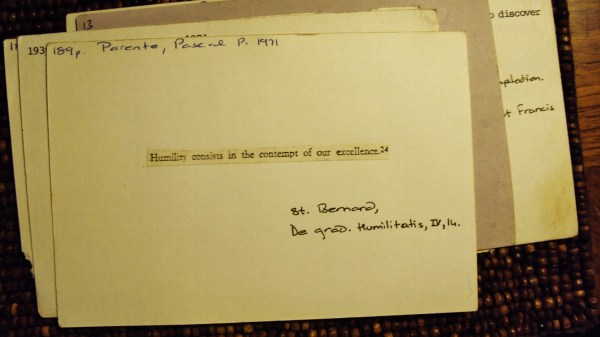 13
193
189p. Parente, Pascal P. 1971
Humility consists in the contempt of our excellence.24
St. Bernard,
De grad. Humilitatis, IV, 14.
discover
t Francis